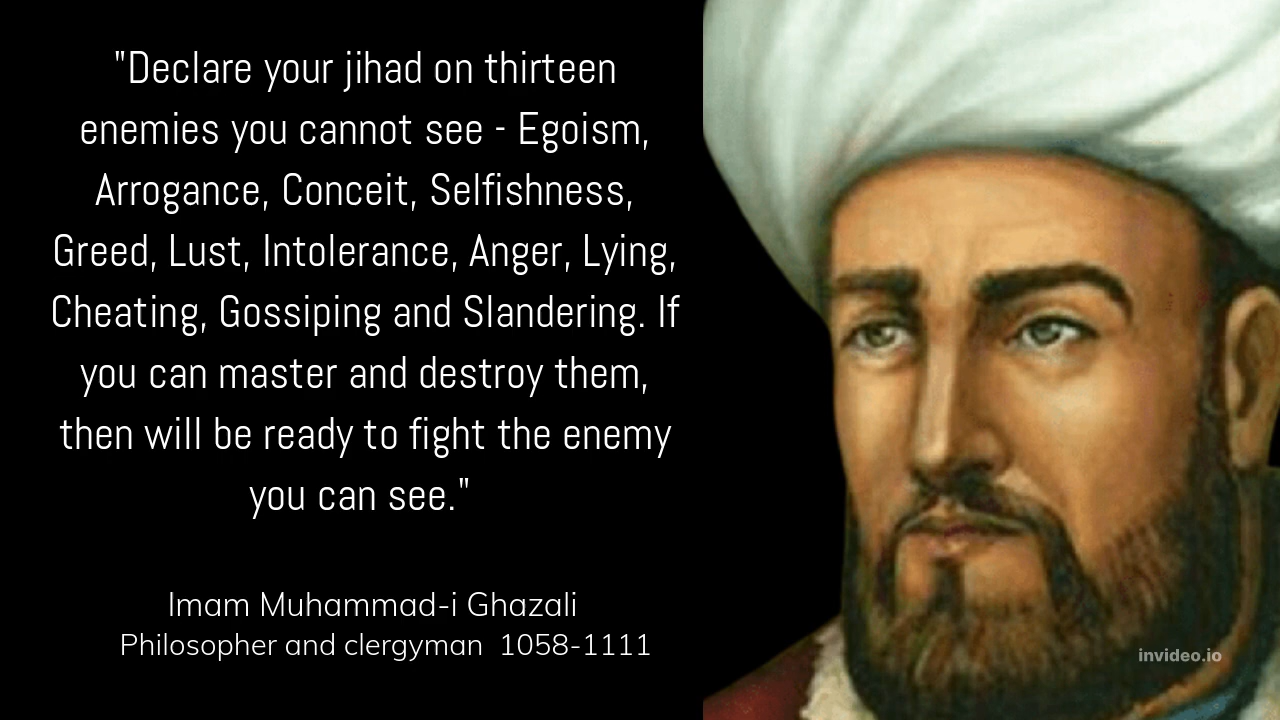 "Declare your jihad on thirteen
enemies you cannot see - Egoism,
Arrogance, Conceit, Selfishness,
Greed, Lust, Intolerance, Anger, Lying,
Cheating, Gossiping and Slandering. If
you can master and destroy them,
then will be ready to fight the enemy
you can see."
Imam Muhammad-i Ghazali
Philosopher and clergyman 1058-1111
invideo.io